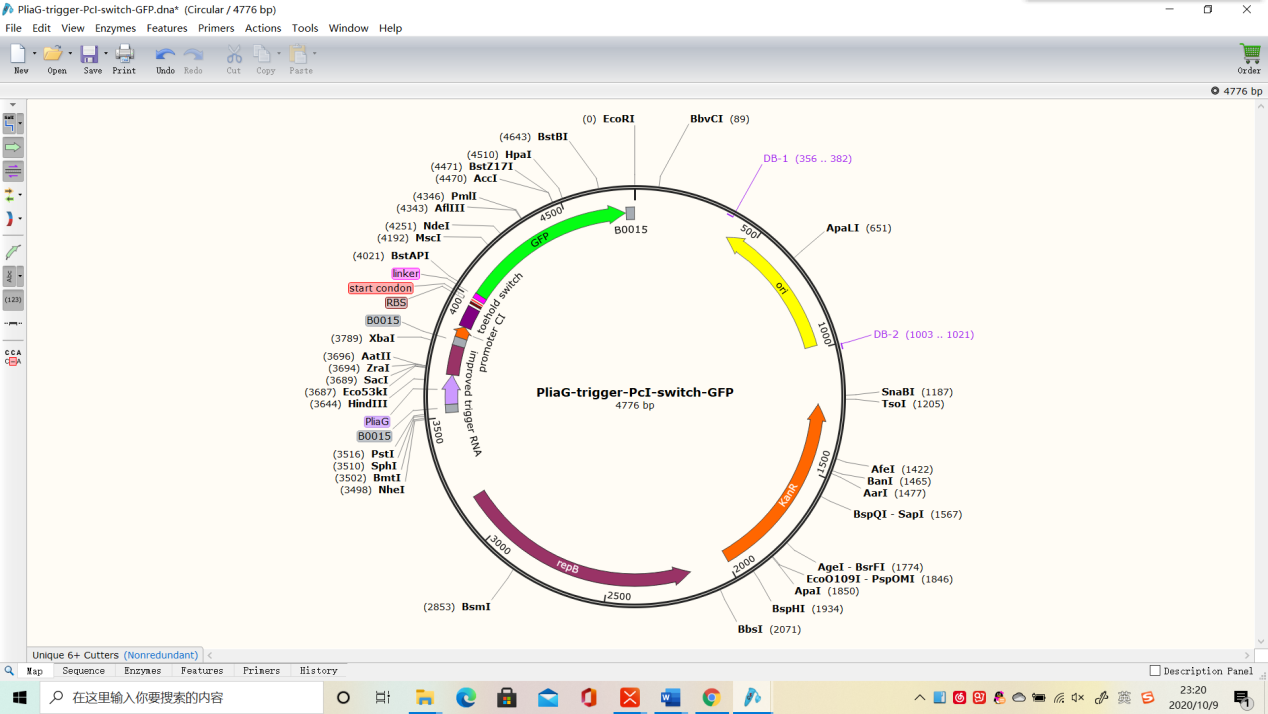 PliaG-trigger-PcI-switch-GFP.dna* (Circular / 4776 bp)
File Edit View Enzymes Features Primers Actions Tools Window Help
New Open Save Print Undo Redo Cut Copy Paste Order
4776 bp
(0) EcoRI
BbvCI (89)
(4643) BstBI
(4510) HpaI
DB-1 (356 .. 382)
(4471) BstZ17I
(4470) AccI
(4346) PmlI
(4343) AflIII
4500
(4251) NdeI
500
ApaLI (651)
(4192) MscI
GFP
B0015
(4021) BstAPI
linker
start condon
RBS
400
toehold switch
ori
B0015
promoter CI
1000
DB-2 (1003 .. 1021)
(3789) XbaI
(3696) AatII
(3694) ZraI
(3689) SacI
(3687) Eco53kI
(3644) HindIII
improved trigger RNA
PliaG-trigger-PcI-switch-GFP
4776 bp
SnaBI (1187)
TsoI (1205)
PliaG
B0015
3500
(3516) PstI
(3510) SphI
(3502) BmtI
(3498) NheI
1500
AfeI (1422)
BanI (1465)
AarI (1477)
KanR
BspQI - SapI (1567)
3000
repB
2000
AgeI - BsrFI (1774)
EcoO109I - PspOMI (1846)
ApaI (1850)
2500
(2853) BsmI
BspHI (1934)
BbsI (2071)
Unique 6+ Cutters (Nonredundant)
Map Sequence Enzymes Features Primers History Description Panel
在这里输入你要搜索的内容
英
23:20
2020/10/9
1